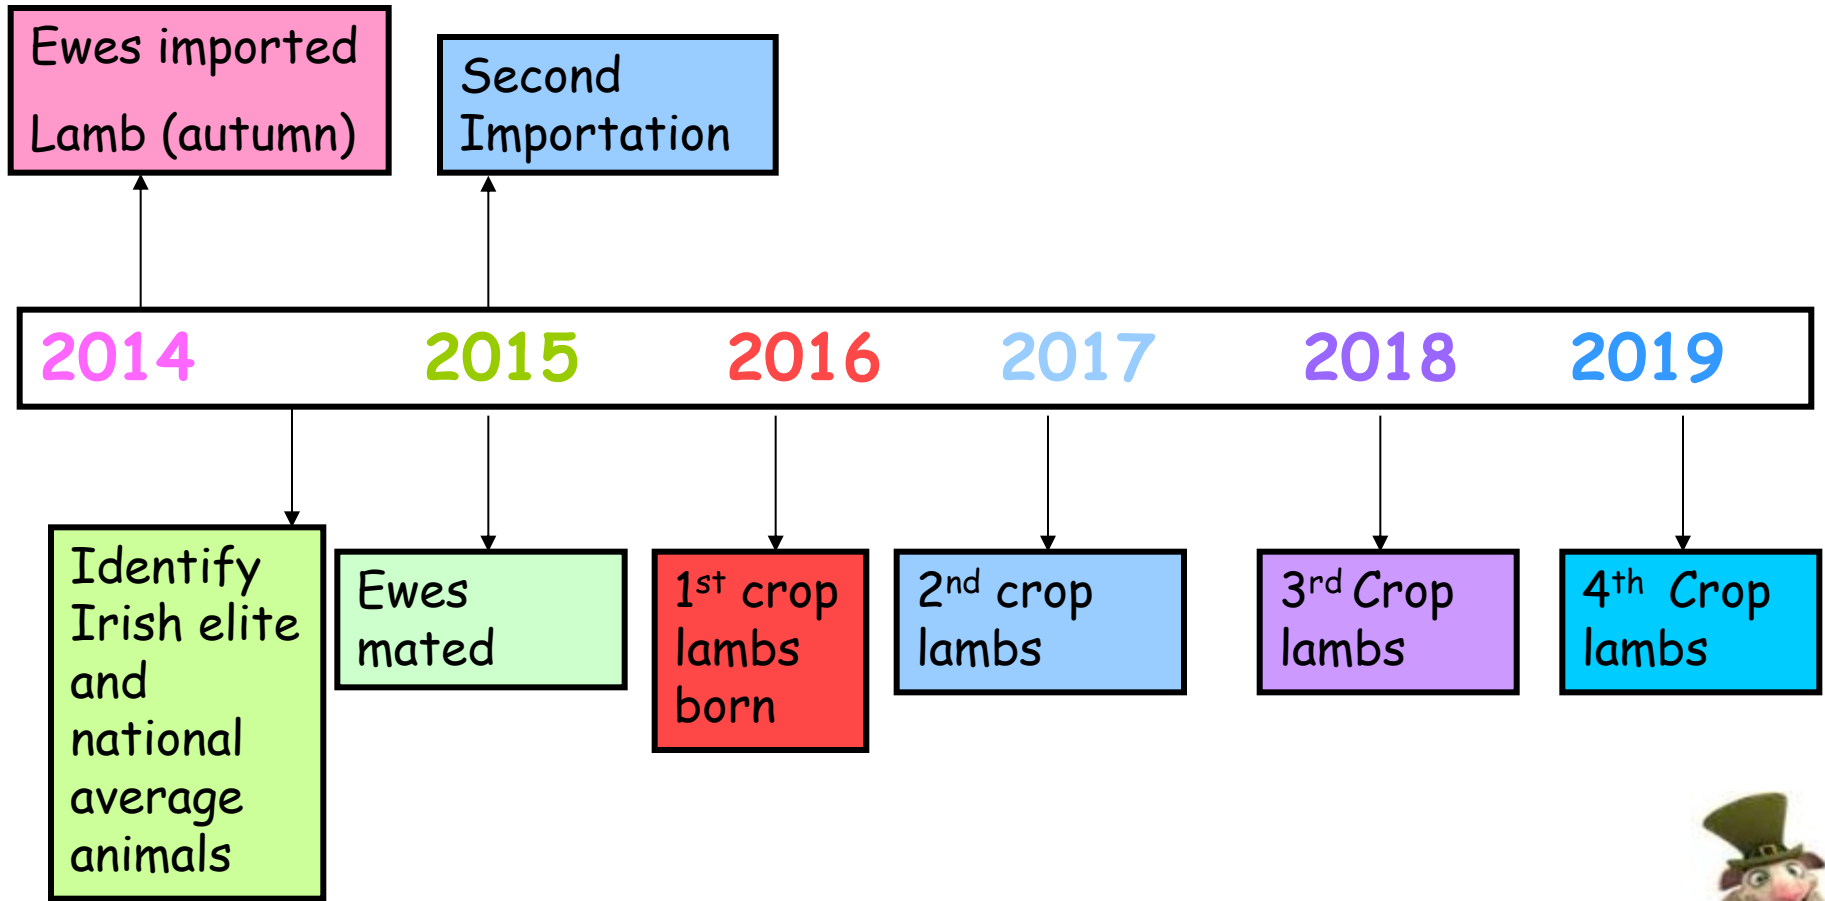 Ewes imported
Lamb (autumn)
Second
Importation
2014 2015 2016 2017 2018 2019
Identify
Irish elite
and
national
average
animals
Ewes
mated
1st crop
lambs
born
2nd crop
lambs
3rd Crop
lambs
4th Crop
lambs